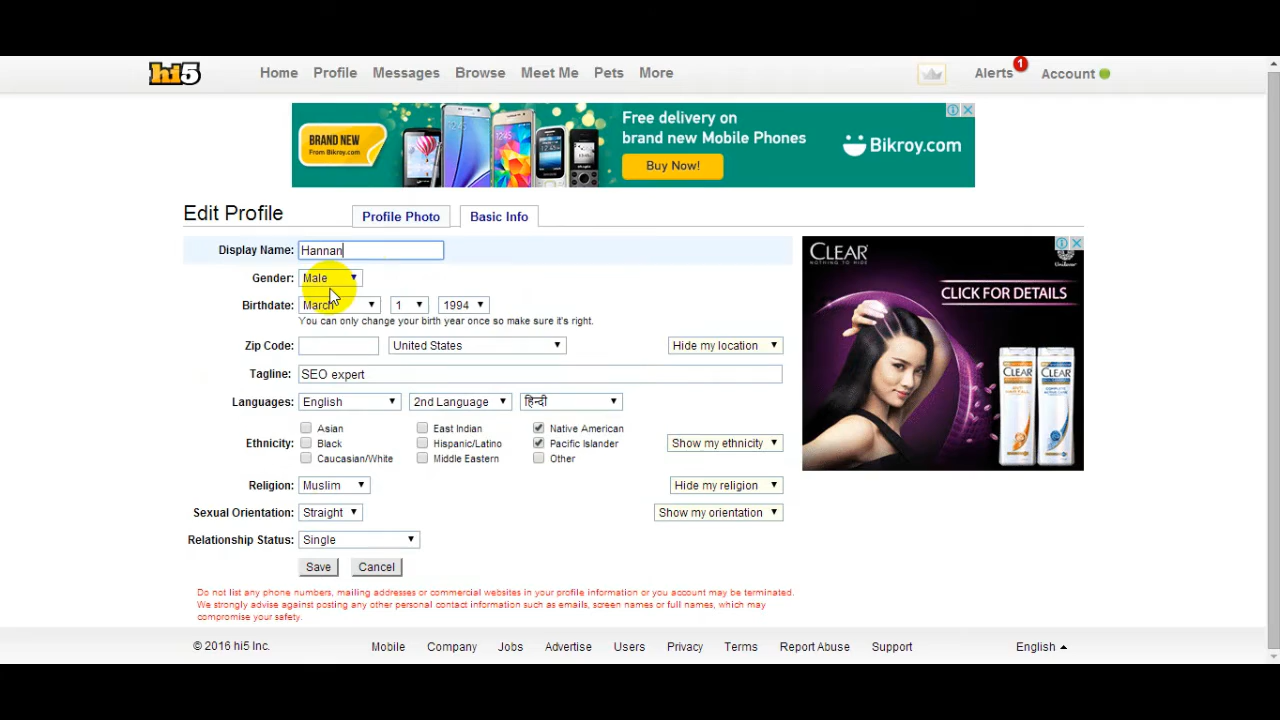 hi5 Home Profile Messages Browse Meet Me Pets More Alerts 1 Account
BRAND NEW
From Bikroy.com
Free delivery on
brand new Mobile Phones
Buy Now!
Bikroy.com
Edit Profile Profile Photo Basic Info
Display Name: Hannan
Gender: Male
Birthdate: March 1 1994
You can only change your birth year once so make sure it's right.
Zip Code: United States Hide my location
Tagline: SEO expert
Languages: English 2nd Language हिन्दी
Asian East Indian Native American
Ethnicity: Black Hispanic/Latino Pacific Islander Show my ethnicity
Caucasian/White Middle Eastern Other
Religion: Muslim Hide my religion
Sexual Orientation: Straight Show my orientation
Relationship Status: Single
Save Cancel
Do not list any phone numbers, mailing addresses or commercial websites in your profile information or you account may be terminated.
We strongly advise against posting any other personal contact information such as emails, screen names or full names, which may
compromise your safety.
CLEAR
NOTHING TO HIDE
Unilever
CLICK FOR DETAILS
CLEAR CLEAR
© 2016 hi5 Inc. Mobile Company Jobs Advertise Users Privacy Terms Report Abuse Support English